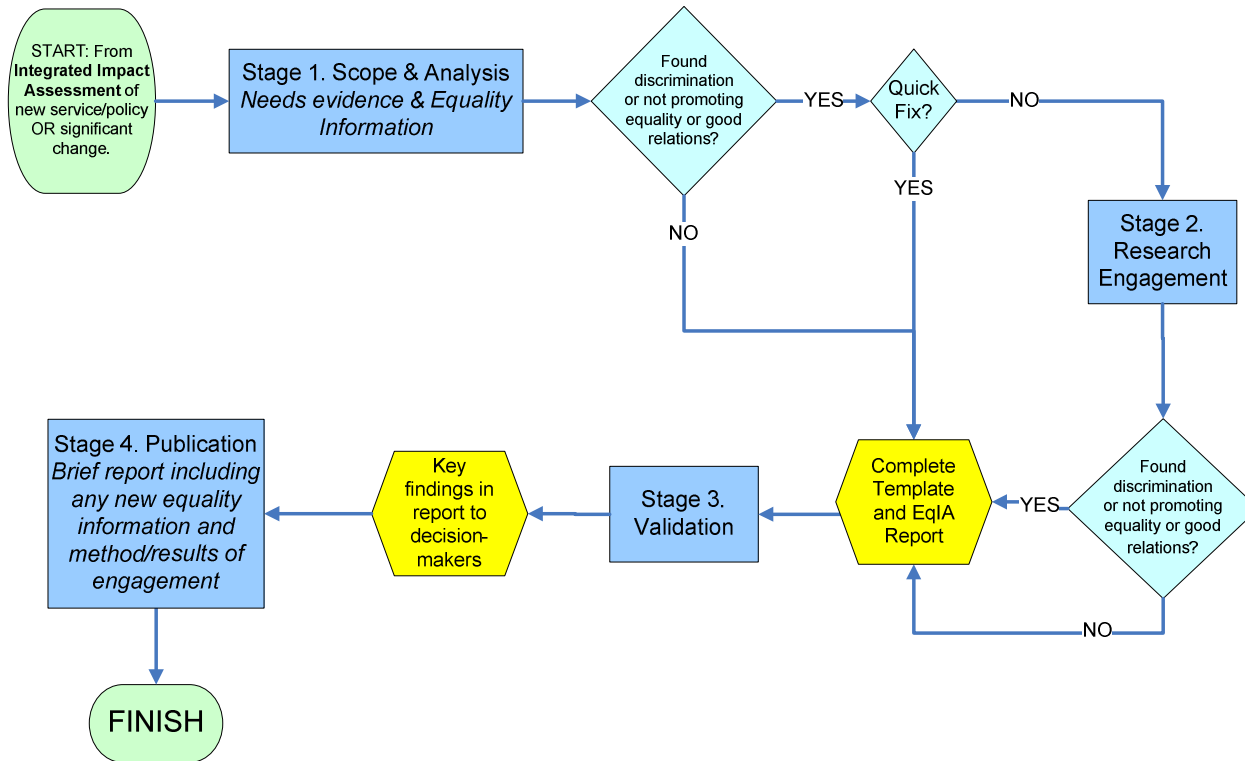 START: From
Integrated Impact
Assessment of
new service/policy
OR significant
change.
Stage 1. Scope & Analysis
Needs evidence & Equality
Information
Found
discrimination
or not promoting
equality or good
relations?
YES
Quick
Fix?
NO
YES
NO
Stage 2.
Research
Engagement
Found
discrimination
or not promoting
equality or good
relations?
YES
NO
Complete
Template
and EqIA
Report
Stage 3.
Validation
Key
findings in
report to
decision-
makers
Stage 4. Publication
Brief report including
any new equality
information and
method/results of
engagement
FINISH